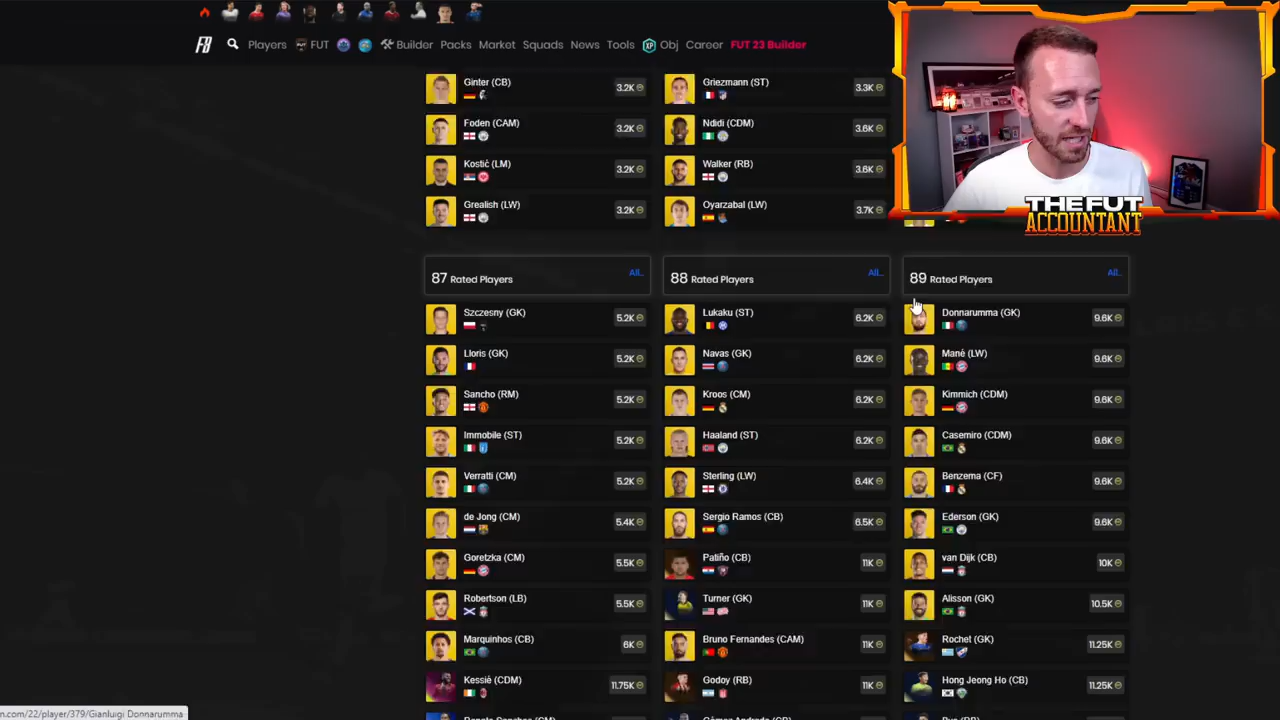 F8 Players FUT Builder Packs Market Squads News Tools XP Obj Career FUT 23 Builder
Ginter (CB) 3.2K
Foden (CAM) 3.2K
Kostić (LM) 3.2K
Grealish (LW) 3.2K
Griezmann (ST) 3.3K
Ndidi (CDM) 3.6K
Walker (RB) 3.6K
Oyarzabal (LW) 3.7K
THE FUT
ACCOUNTANT
87 Rated Players All..
Szczesny (GK) 5.2K
Lloris (GK) 5.2K
Sancho (RM) 5.2K
Immobile (ST) 5.2K
Verratti (CM) 5.2K
de Jong (CM) 5.4K
Goretzka (CM) 5.5K
Robertson (LB) 5.5K
Marquinhos (CB) 6K
Kessié (CDM) 11.75K
88 Rated Players All..
Lukaku (ST) 6.2K
Navas (GK) 6.2K
Kroos (CM) 6.2K
Haaland (ST) 6.2K
Sterling (LW) 6.4K
Sergio Ramos (CB) 6.5K
Patiño (CB) 11K
Turner (GK) 11K
Bruno Fernandes (CAM) 11K
Godoy (RB) 11K
89 Rated Players All..
Donnarumma (GK) 9.6K
Mané (LW) 9.6K
Kimmich (CDM) 9.6K
Casemiro (CDM) 9.6K
Benzema (CF) 9.6K
Ederson (GK) 9.6K
van Dijk (CB) 10K
Alisson (GK) 10.5K
Rochet (GK) 11.25K
Hong Jeong Ho (CB) 11.25K
n.com/22/player/379/Gianluigi Donnarumma